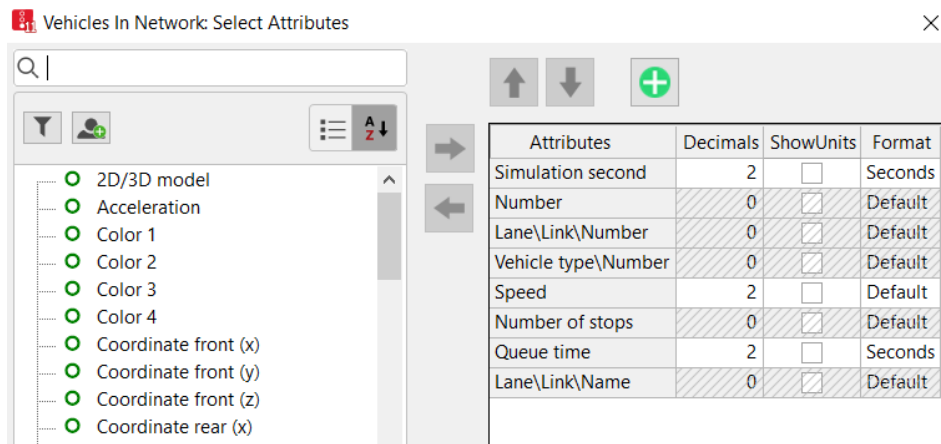 Vehicles In Network: Select Attributes
2D/3D model
Acceleration
Color 1
Color 2
Color 3
Color 4
Coordinate front (x)
Coordinate front (y)
Coordinate front (z)
Coordinate rear (x)
Attributes Decimals ShowUnits Format
Simulation second 2 Seconds
Number 0 Default
Lane\Link\Number 0 Default
Vehicle type\Number 0 Default
Speed 2 Default
Number of stops 0 Default
Queue time 2 Seconds
Lane\Link\Name 0 Default